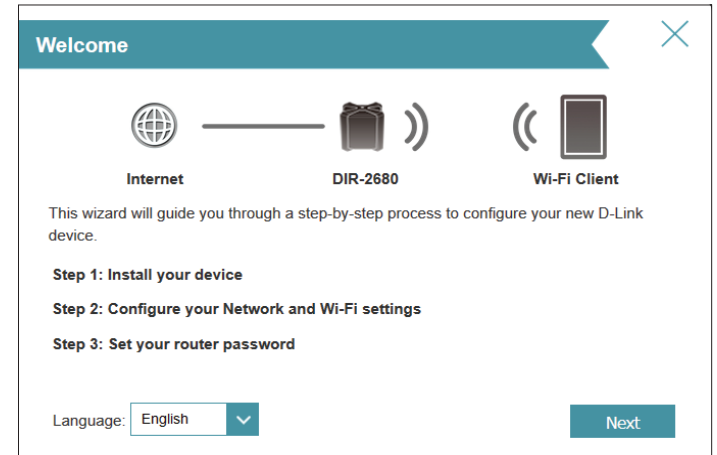 Welcome
Internet
DIR-2680
Wi-Fi Client
This wizard will guide you through a step-by-step process to configure your new D-Link
device.
Step 1: Install your device
Step 2: Configure your Network and Wi-Fi settings
Step 3: Set your router password
Language: English
Next